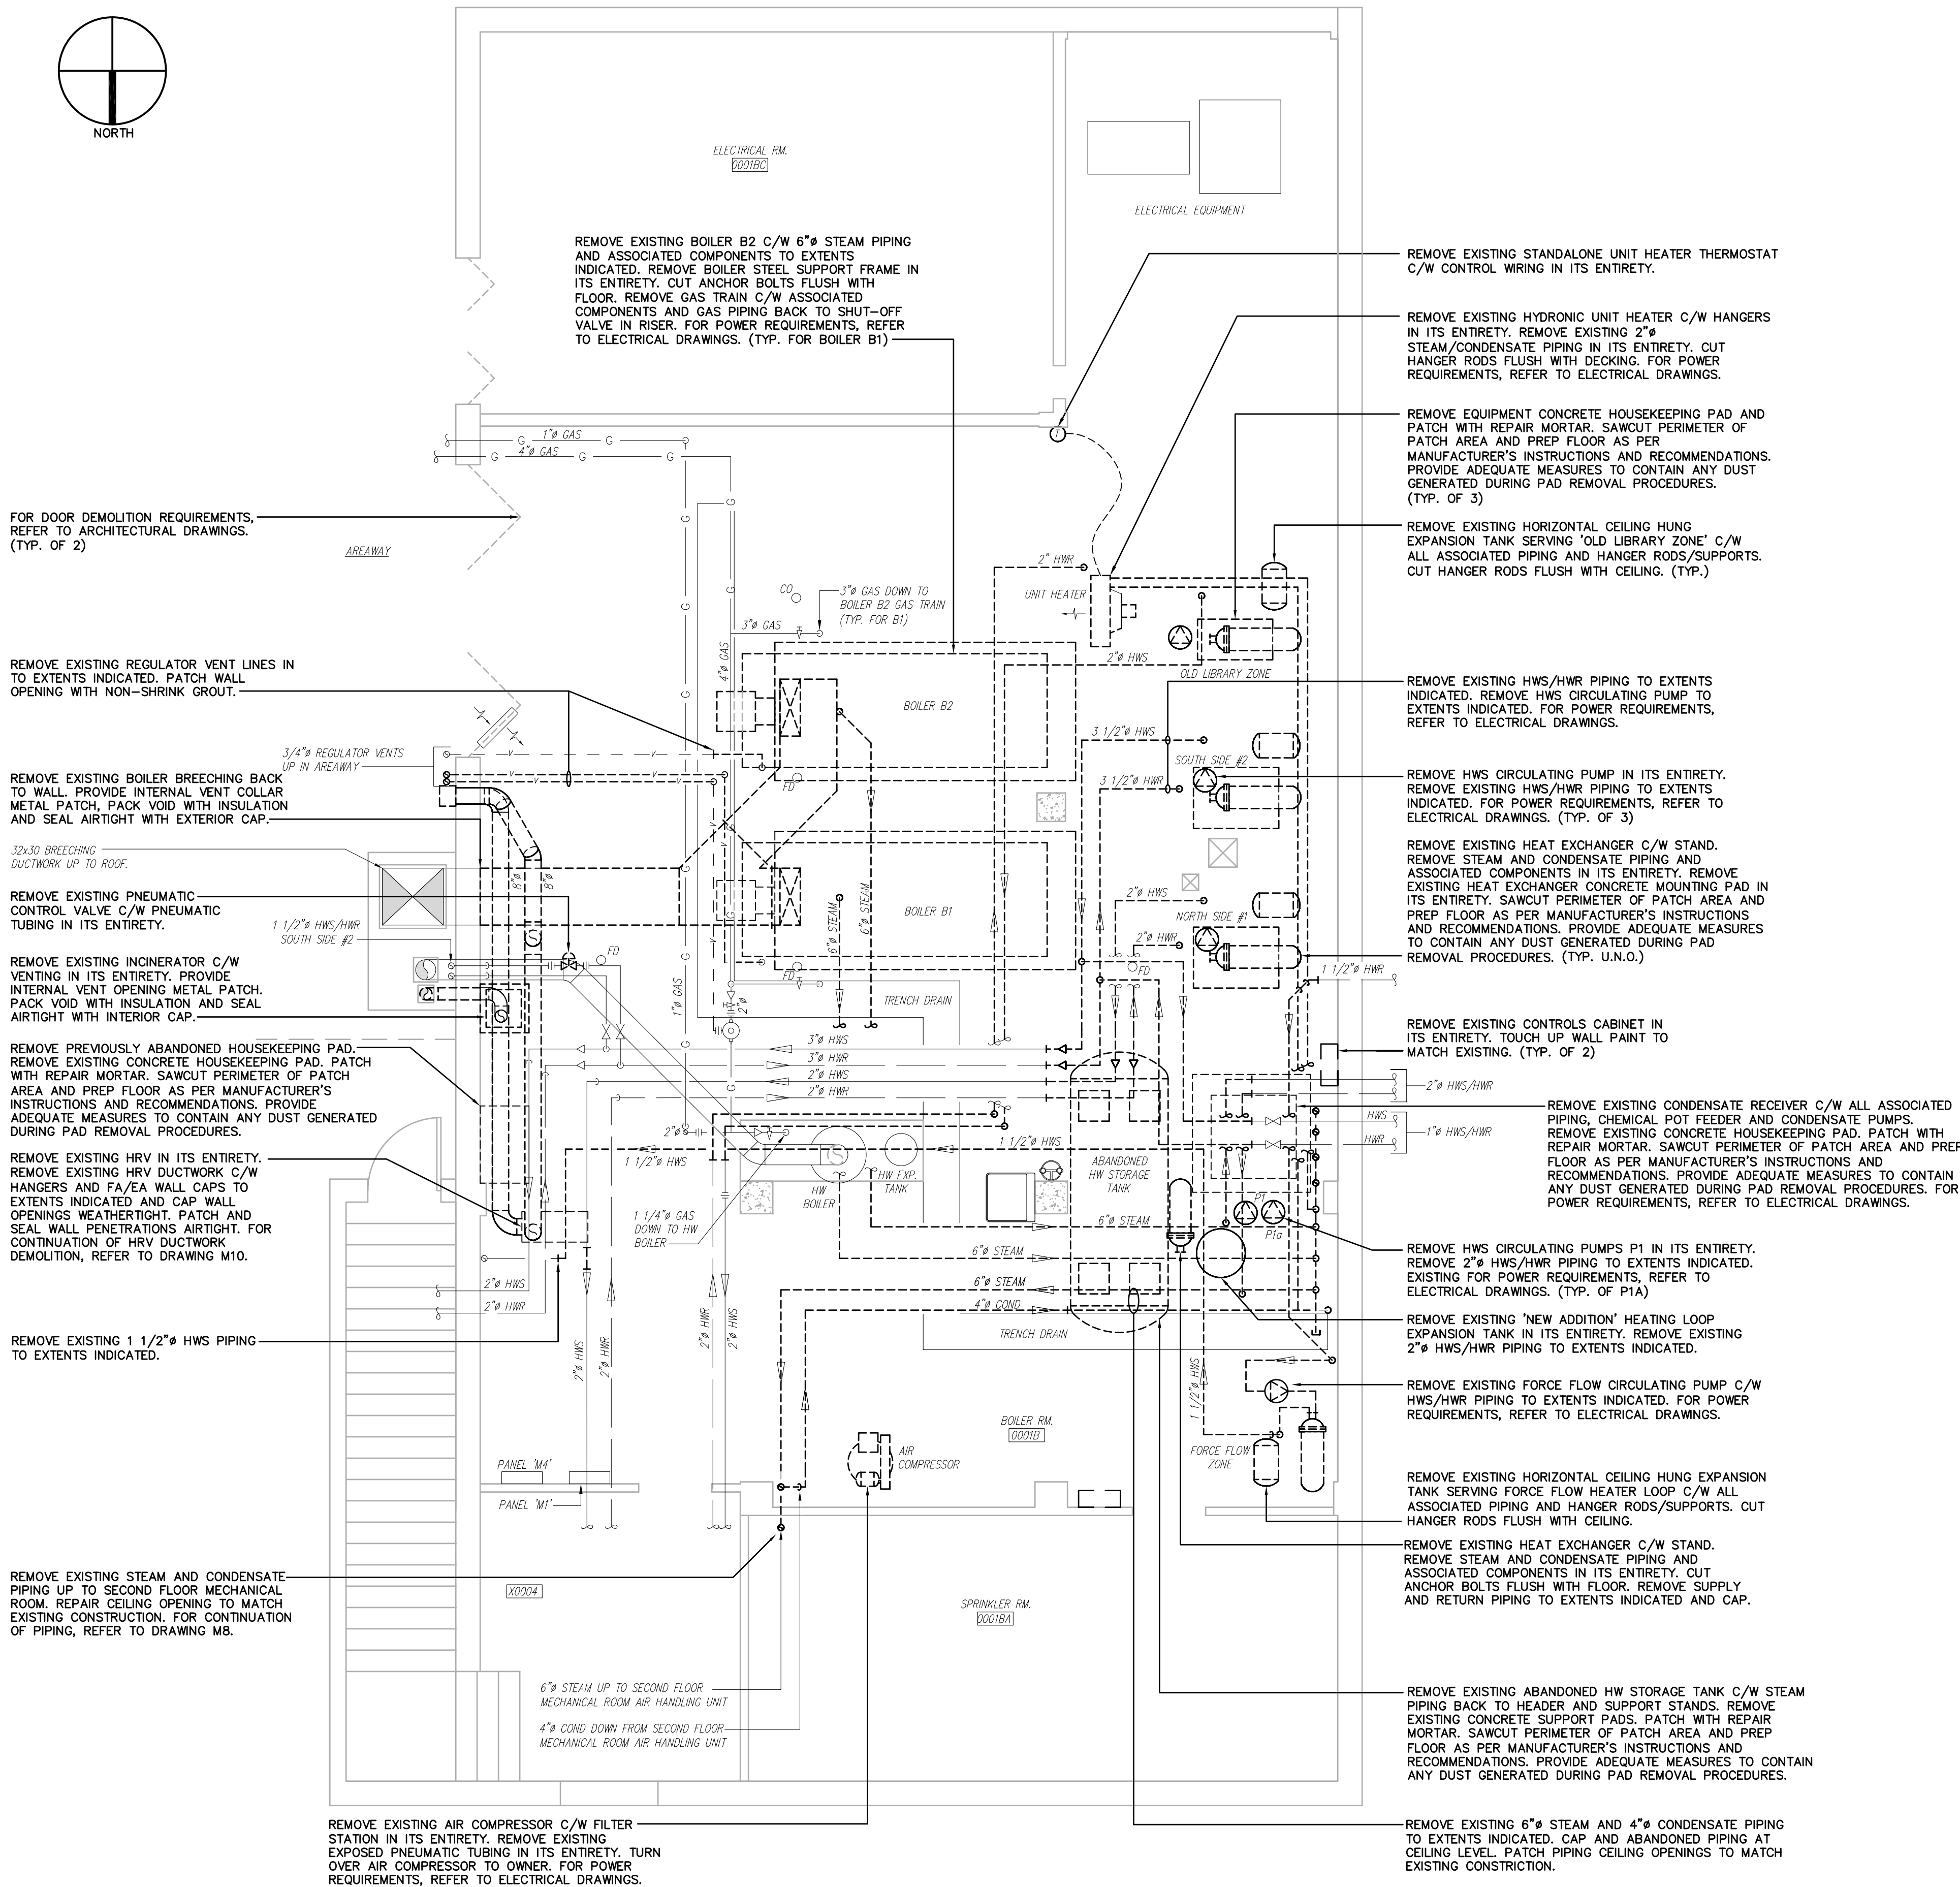 NORTH
ELECTRICAL RM.
0001BC
ELECTRICAL EQUIPMENT
REMOVE EXISTING BOILER B2 C/W 6"ø STEAM PIPING
AND ASSOCIATED COMPONENTS TO EXTENTS
INDICATED. REMOVE BOILER STEEL SUPPORT FRAME IN
ITS ENTIRETY. CUT ANCHOR BOLTS FLUSH WITH
FLOOR. REMOVE GAS TRAIN C/W ASSOCIATED
COMPONENTS AND GAS PIPING BACK TO SHUT-OFF
VALVE IN RISER. FOR POWER REQUIREMENTS, REFER
TO ELECTRICAL DRAWINGS. (TYP. FOR BOILER B1)
REMOVE EXISTING STANDALONE UNIT HEATER THERMOSTAT
C/W CONTROL WIRING IN ITS ENTIRETY.
REMOVE EXISTING HYDRONIC UNIT HEATER C/W HANGERS
IN ITS ENTIRETY. REMOVE EXISTING 2"ø
STEAM/CONDENSATE PIPING IN ITS ENTIRETY. CUT
HANGER RODS FLUSH WITH DECKING. FOR POWER
REQUIREMENTS, REFER TO ELECTRICAL DRAWINGS.
REMOVE EQUIPMENT CONCRETE HOUSEKEEPING PAD AND
PATCH WITH REPAIR MORTAR. SAWCUT PERIMETER OF
PATCH AREA AND PREP FLOOR AS PER
MANUFACTURER'S INSTRUCTIONS AND RECOMMENDATIONS.
PROVIDE ADEQUATE MEASURES TO CONTAIN ANY DUST
GENERATED DURING PAD REMOVAL PROCEDURES.
(TYP. OF 3)
REMOVE EXISTING HORIZONTAL CEILING HUNG
EXPANSION TANK SERVING 'OLD LIBRARY ZONE' C/W
ALL ASSOCIATED PIPING AND HANGER RODS/SUPPORTS.
CUT HANGER RODS FLUSH WITH CEILING. (TYP.)
REMOVE EXISTING HWS/HWR PIPING TO EXTENTS
INDICATED. REMOVE HWS CIRCULATING PUMP TO
EXTENTS INDICATED. FOR POWER REQUIREMENTS,
REFER TO ELECTRICAL DRAWINGS.
REMOVE HWS CIRCULATING PUMP IN ITS ENTIRETY.
REMOVE EXISTING HWS/HWR PIPING TO EXTENTS
INDICATED. FOR POWER REQUIREMENTS, REFER TO
ELECTRICAL DRAWINGS. (TYP. OF 3)
REMOVE EXISTING HEAT EXCHANGER C/W STAND.
REMOVE STEAM AND CONDENSATE PIPING AND
ASSOCIATED COMPONENTS IN ITS ENTIRETY. REMOVE
EXISTING HEAT EXCHANGER CONCRETE MOUNTING PAD IN
ITS ENTIRETY. SAWCUT PERIMETER OF PATCH AREA AND
PREP FLOOR AS PER MANUFACTURER'S INSTRUCTIONS
AND RECOMMENDATIONS. PROVIDE ADEQUATE MEASURES
TO CONTAIN ANY DUST GENERATED DURING PAD
REMOVAL PROCEDURES. (TYP. U.N.O.)
REMOVE EXISTING CONTROLS CABINET IN
ITS ENTIRETY. TOUCH UP WALL PAINT TO
MATCH EXISTING. (TYP. OF 2)
REMOVE EXISTING CONDENSATE RECEIVER C/W ALL ASSOCIATED
PIPING, CHEMICAL POT FEEDER AND CONDENSATE PUMPS.
REMOVE EXISTING CONCRETE HOUSEKEEPING PAD. PATCH WITH
REPAIR MORTAR. SAWCUT PERIMETER OF PATCH AREA AND PREP
FLOOR AS PER MANUFACTURER'S INSTRUCTIONS AND
RECOMMENDATIONS. PROVIDE ADEQUATE MEASURES TO CONTAIN
ANY DUST GENERATED DURING PAD REMOVAL PROCEDURES. FOR
POWER REQUIREMENTS, REFER TO ELECTRICAL DRAWINGS.
REMOVE HWS CIRCULATING PUMPS P1 IN ITS ENTIRETY.
REMOVE 2"ø HWS/HWR PIPING TO EXTENTS INDICATED.
EXISTING FOR POWER REQUIREMENTS, REFER TO
ELECTRICAL DRAWINGS. (TYP. OF P1A)
REMOVE EXISTING 'NEW ADDITION' HEATING LOOP
EXPANSION TANK IN ITS ENTIRETY. REMOVE EXISTING
2"ø HWS/HWR PIPING TO EXTENTS INDICATED.
REMOVE EXISTING FORCE FLOW CIRCULATING PUMP C/W
HWS/HWR PIPING TO EXTENTS INDICATED. FOR POWER
REQUIREMENTS, REFER TO ELECTRICAL DRAWINGS.
REMOVE EXISTING HORIZONTAL CEILING HUNG EXPANSION
TANK SERVING FORCE FLOW HEATER LOOP C/W ALL
ASSOCIATED PIPING AND HANGER RODS/SUPPORTS. CUT
HANGER RODS FLUSH WITH CEILING.
REMOVE EXISTING HEAT EXCHANGER C/W STAND.
REMOVE STEAM AND CONDENSATE PIPING AND
ASSOCIATED COMPONENTS IN ITS ENTIRETY. CUT
ANCHOR BOLTS FLUSH WITH FLOOR. REMOVE SUPPLY
AND RETURN PIPING TO EXTENTS INDICATED AND CAP.
REMOVE EXISTING ABANDONED HW STORAGE TANK C/W STEAM
PIPING BACK TO HEADER AND SUPPORT STANDS. REMOVE
EXISTING CONCRETE SUPPORT PADS. PATCH WITH REPAIR
MORTAR. SAWCUT PERIMETER OF PATCH AREA AND PREP
FLOOR AS PER MANUFACTURER'S INSTRUCTIONS AND
RECOMMENDATIONS. PROVIDE ADEQUATE MEASURES TO CONTAIN
ANY DUST GENERATED DURING PAD REMOVAL PROCEDURES.
REMOVE EXISTING 6"ø STEAM AND 4"ø CONDENSATE PIPING
TO EXTENTS INDICATED. CAP AND ABANDONED PIPING AT
CEILING LEVEL. PATCH PIPING CEILING OPENINGS TO MATCH
EXISTING CONSTRICTION.
FOR DOOR DEMOLITION REQUIREMENTS,
REFER TO ARCHITECTURAL DRAWINGS.
(TYP. OF 2)
AREAWAY
REMOVE EXISTING REGULATOR VENT LINES IN
TO EXTENTS INDICATED. PATCH WALL
OPENING WITH NON-SHRINK GROUT.
3/4"ø REGULATOR VENTS
UP IN AREAWAY
REMOVE EXISTING BOILER BREECHING BACK
TO WALL. PROVIDE INTERNAL VENT COLLAR
METAL PATCH, PACK VOID WITH INSULATION
AND SEAL AIRTIGHT WITH EXTERIOR CAP.
32x30 BREECHING
DUCTWORK UP TO ROOF.
REMOVE EXISTING PNEUMATIC
CONTROL VALVE C/W PNEUMATIC
TUBING IN ITS ENTIRETY.
1 1/2"ø HWS/HWR
SOUTH SIDE #2
REMOVE EXISTING INCINERATOR C/W
VENTING IN ITS ENTIRETY. PROVIDE
INTERNAL VENT OPENING METAL PATCH.
PACK VOID WITH INSULATION AND SEAL
AIRTIGHT WITH INTERIOR CAP.
REMOVE PREVIOUSLY ABANDONED HOUSEKEEPING PAD.
REMOVE EXISTING CONCRETE HOUSEKEEPING PAD. PATCH
WITH REPAIR MORTAR. SAWCUT PERIMETER OF PATCH
AREA AND PREP FLOOR AS PER MANUFACTURER'S
INSTRUCTIONS AND RECOMMENDATIONS. PROVIDE
ADEQUATE MEASURES TO CONTAIN ANY DUST GENERATED
DURING PAD REMOVAL PROCEDURES.
REMOVE EXISTING HRV IN ITS ENTIRETY.
REMOVE EXISTING HRV DUCTWORK C/W
HANGERS AND FA/EA WALL CAPS TO
EXTENTS INDICATED AND CAP WALL
OPENINGS WEATHERTIGHT. PATCH AND
SEAL WALL PENETRATIONS AIRTIGHT. FOR
CONTINUATION OF HRV DUCTWORK
DEMOLITION, REFER TO DRAWING M10.
REMOVE EXISTING 1 1/2"ø HWS PIPING
TO EXTENTS INDICATED.
REMOVE EXISTING STEAM AND CONDENSATE
PIPING UP TO SECOND FLOOR MECHANICAL
ROOM. REPAIR CEILING OPENING TO MATCH
EXISTING CONSTRUCTION. FOR CONTINUATION
OF PIPING, REFER TO DRAWING M8.
REMOVE EXISTING AIR COMPRESSOR C/W FILTER
STATION IN ITS ENTIRETY. REMOVE EXISTING
EXPOSED PNEUMATIC TUBING IN ITS ENTIRETY. TURN
OVER AIR COMPRESSOR TO OWNER. FOR POWER
REQUIREMENTS, REFER TO ELECTRICAL DRAWINGS.
G 1"ø GAS G
G 4"ø GAS G G
T
2" HWR
UNIT HEATER
CO
3"ø GAS DOWN TO
BOILER B2 GAS TRAIN
(TYP. FOR B1)
3"ø GAS
4"ø GAS
2"ø HWS
OLD LIBRARY ZONE
BOILER B2
3 1/2"ø HWS
SOUTH SIDE #2
3 1/2"ø HWR
FD
8"ø
8"ø
BOILER B1
6"ø STEAM
6"ø STEAM
2"ø HWS
NORTH SIDE #1
2"ø HWR
FD
FD
FD
1"ø GAS
2"ø
TRENCH DRAIN
1 1/2"ø HWR
3"ø HWS
3"ø HWR
2"ø HWS
2"ø HWR
2"ø HWS/HWR
HWS
1"ø HWS/HWR
HWR
2"ø
1 1/2"ø HWS
1 1/2"ø HWS
HW
BOILER
HW EXP.
TANK
ABANDONED
HW STORAGE
TANK
P1
P1a
1 1/4"ø GAS
DOWN TO HW
BOILER
6"ø STEAM
6"ø STEAM
6"ø STEAM
4"ø COND
TRENCH DRAIN
2"ø HWS
2"ø HWR
2"ø HWS
2"ø HWR
2"ø HWR
2"ø HWS
1 1/2"ø HWS
BOILER RM.
0001B
AIR
COMPRESSOR
FORCE FLOW
ZONE
PANEL 'M4'
PANEL 'M1'
X0004
SPRINKLER RM.
0001BA
6"ø STEAM UP TO SECOND FLOOR
MECHANICAL ROOM AIR HANDLING UNIT
4"ø COND DOWN FROM SECOND FLOOR
MECHANICAL ROOM AIR HANDLING UNIT